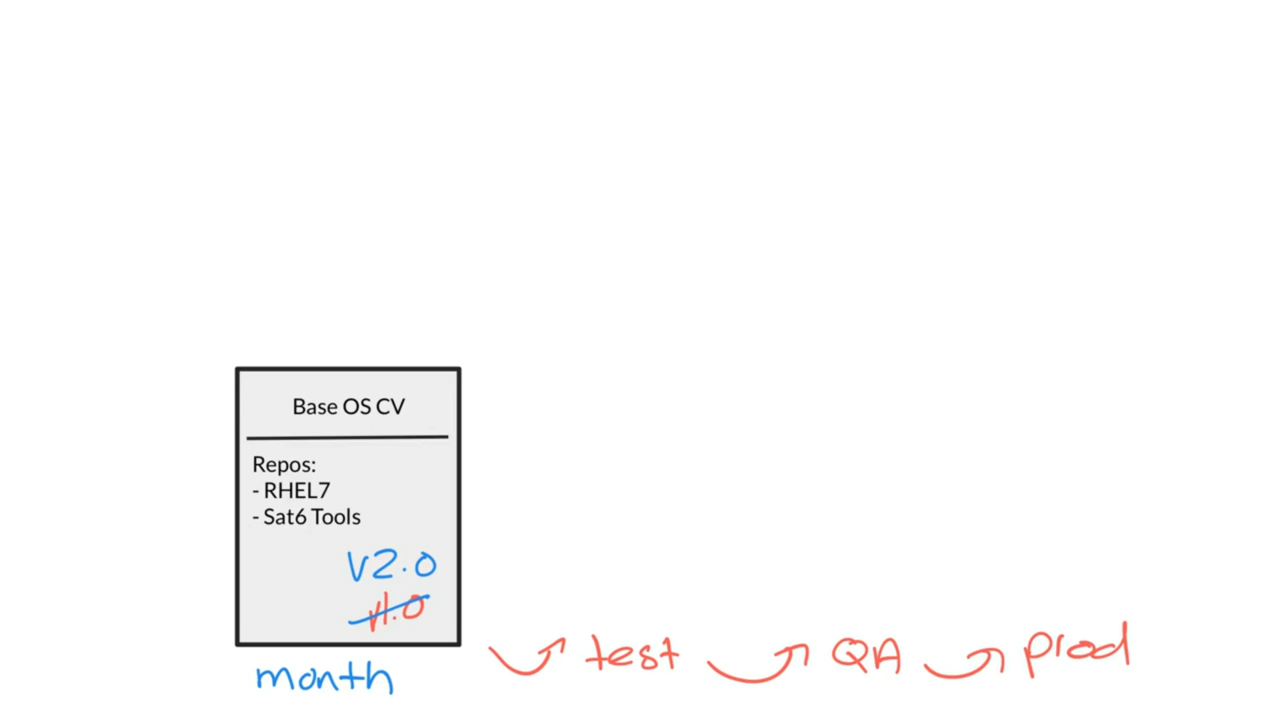 Base OS CV
Repos:
- RHEL7
- Sat6 Tools
V2.0
v1.0
month
test QA prod